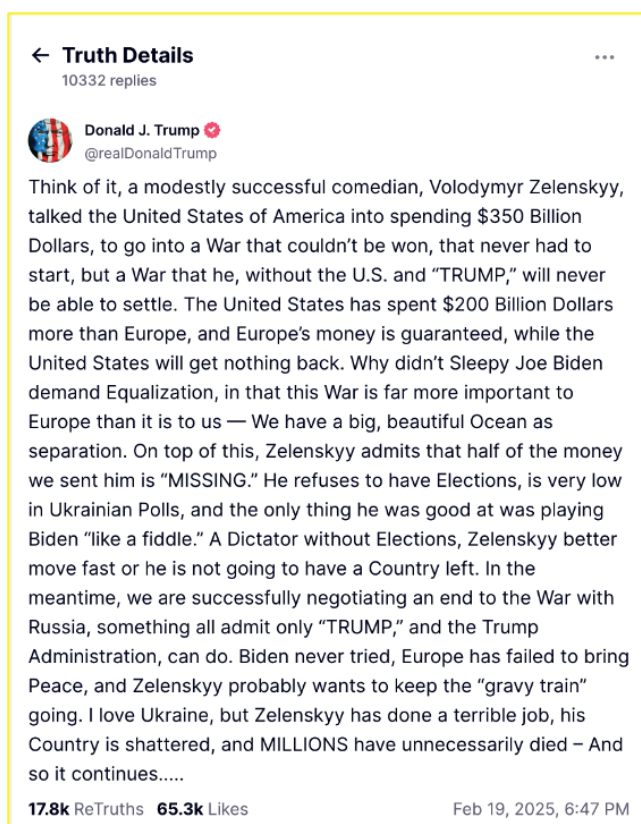 ← Truth Details
10332 replies
Donald J. Trump
@realDonaldTrump
Think of it, a modestly successful comedian, Volodymyr Zelenskyy,
talked the United States of America into spending $350 Billion
Dollars, to go into a War that couldn’t be won, that never had to
start, but a War that he, without the U.S. and “TRUMP,” will never
be able to settle. The United States has spent $200 Billion Dollars
more than Europe, and Europe’s money is guaranteed, while the
United States will get nothing back. Why didn’t Sleepy Joe Biden
demand Equalization, in that this War is far more important to
Europe than it is to us — We have a big, beautiful Ocean as
separation. On top of this, Zelenskyy admits that half of the money
we sent him is “MISSING.” He refuses to have Elections, is very low
in Ukrainian Polls, and the only thing he was good at was playing
Biden “like a fiddle.” A Dictator without Elections, Zelenskyy better
move fast or he is not going to have a Country left. In the
meantime, we are successfully negotiating an end to the War with
Russia, something all admit only “TRUMP,” and the Trump
Administration, can do. Biden never tried, Europe has failed to bring
Peace, and Zelenskyy probably wants to keep the “gravy train”
going. I love Ukraine, but Zelenskyy has done a terrible job, his
Country is shattered, and MILLIONS have unnecessarily died – And
so it continues.....
17.8k ReTruths 65.3k Likes Feb 19, 2025, 6:47 PM